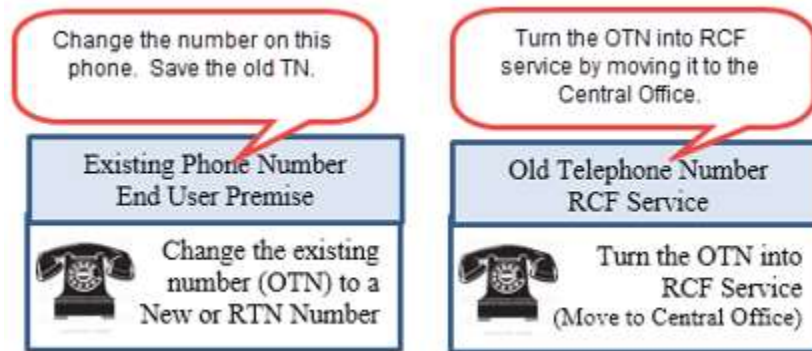 Change the number on this
phone. Save the old TN.
Existing Phone Number
End User Premise
Change the existing
number (OTN) to a
New or RTN Number
Turn the OTN into RCF
service by moving it to the
Central Office.
Old Telephone Number
RCF Service
Turn the OTN into
RCF Service
(Move to Central Office)